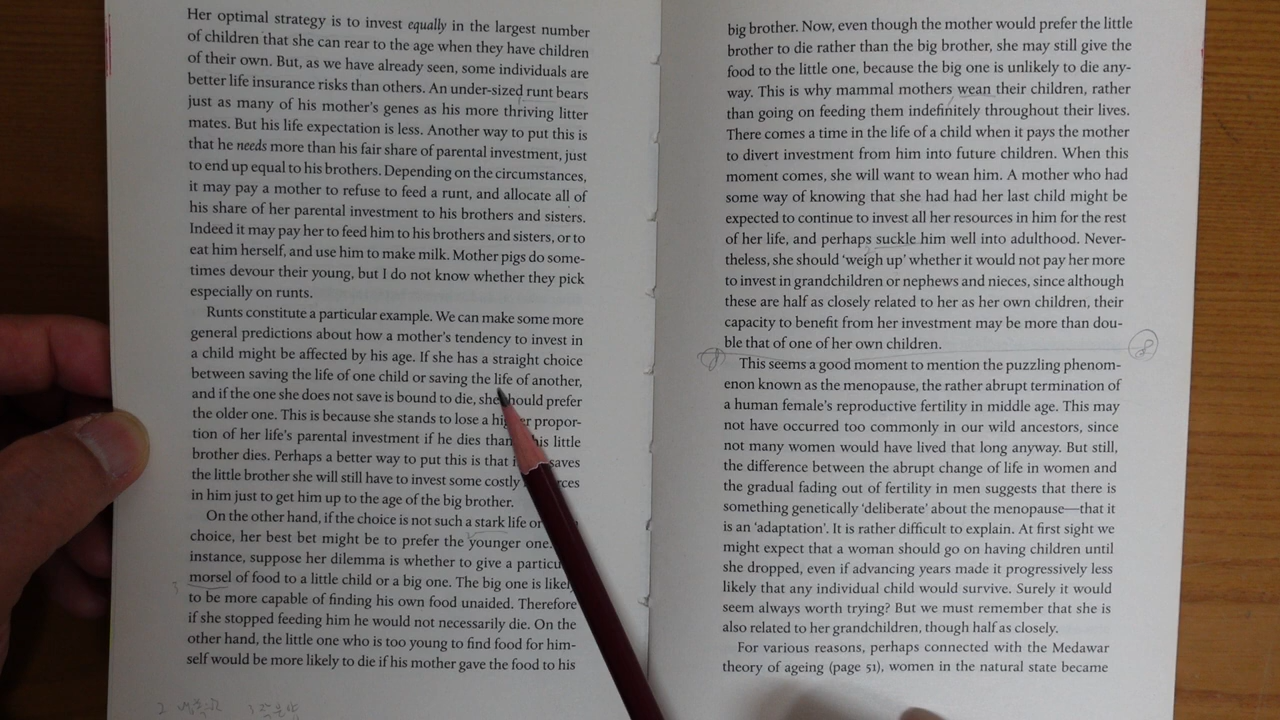 Her optimal strategy is to invest equally in the largest number
of children that she can rear to the age when they have children
of their own. But, as we have already seen, some individuals are
better life insurance risks than others. An under-sized runt bears
just as many of his mother's genes as his more thriving litter
mates. But his life expectation is less. Another way to put this is
that he needs more than his fair share of parental investment, just
to end up equal to his brothers. Depending on the circumstances,
it may pay a mother to refuse to feed a runt, and allocate all of
his share of her parental investment to his brothers and sisters.
Indeed it may pay her to feed him to his brothers and sisters, or to
eat him herself, and use him to make milk. Mother pigs do some-
times devour their young, but I do not know whether they pick
especially on runts.
Runts constitute a particular example. We can make some more
general predictions about how a mother's tendency to invest in
a child might be affected by his age. If she has a straight choice
between saving the life of one child or saving the life of another,
and if the one she does not save is bound to die, she should prefer
the older one. This is because she stands to lose a higher propor-
tion of her life's parental investment if he dies than his little
brother dies. Perhaps a better way to put this is that if saves
the little brother she will still have to invest some costly
in him just to get him up to the age of the big brother.
On the other hand, if the choice is not such a stark life or
choice, her best bet might be to prefer the younger one.
instance, suppose her dilemma is whether to give a particu
morsel of food to a little child or a big one. The big one is likely
to be more capable of finding his own food unaided. Therefore
if she stopped feeding him he would not necessarily die. On the
other hand, the little one who is too young to find food for him-
self would be more likely to die if his mother gave the food to his
big brother. Now, even though the mother would prefer the little
brother to die rather than the big brother, she may still give the
food to the little one, because the big one is unlikely to die any-
way. This is why mammal mothers wean their children, rather
than going on feeding them indefinitely throughout their lives.
There comes a time in the life of a child when it pays the mother
to divert investment from him into future children. When this
moment comes, she will want to wean him. A mother who had
some way of knowing that she had had her last child might be
expected to continue to invest all her resources in him for the rest
of her life, and perhaps suckle him well into adulthood. Never-
theless, she should 'weigh up' whether it would not pay her more
to invest in grandchildren or nephews and nieces, since although
these are half as closely related to her as her own children, their
capacity to benefit from her investment may be more than dou-
ble that of one of her own children.
8
This seems a good moment to mention the puzzling phenom-
enon known as the menopause, the rather abrupt termination of
a human female's reproductive fertility in middle age. This may
not have occurred too commonly in our wild ancestors, since
not many women would have lived that long anyway. But still,
the difference between the abrupt change of life in women and
the gradual fading out of fertility in men suggests that there is
something genetically 'deliberate' about the menopause—that it
is an 'adaptation'. It is rather difficult to explain. At first sight we
might expect that a woman should go on having children until
she dropped, even if advancing years made it progressively less
likely that any individual child would survive. Surely it would
seem always worth trying? But we must remember that she is
also related to her grandchildren, though half as closely.
For various reasons, perhaps connected with the Medawar
theory of ageing (page 51), women in the natural state became